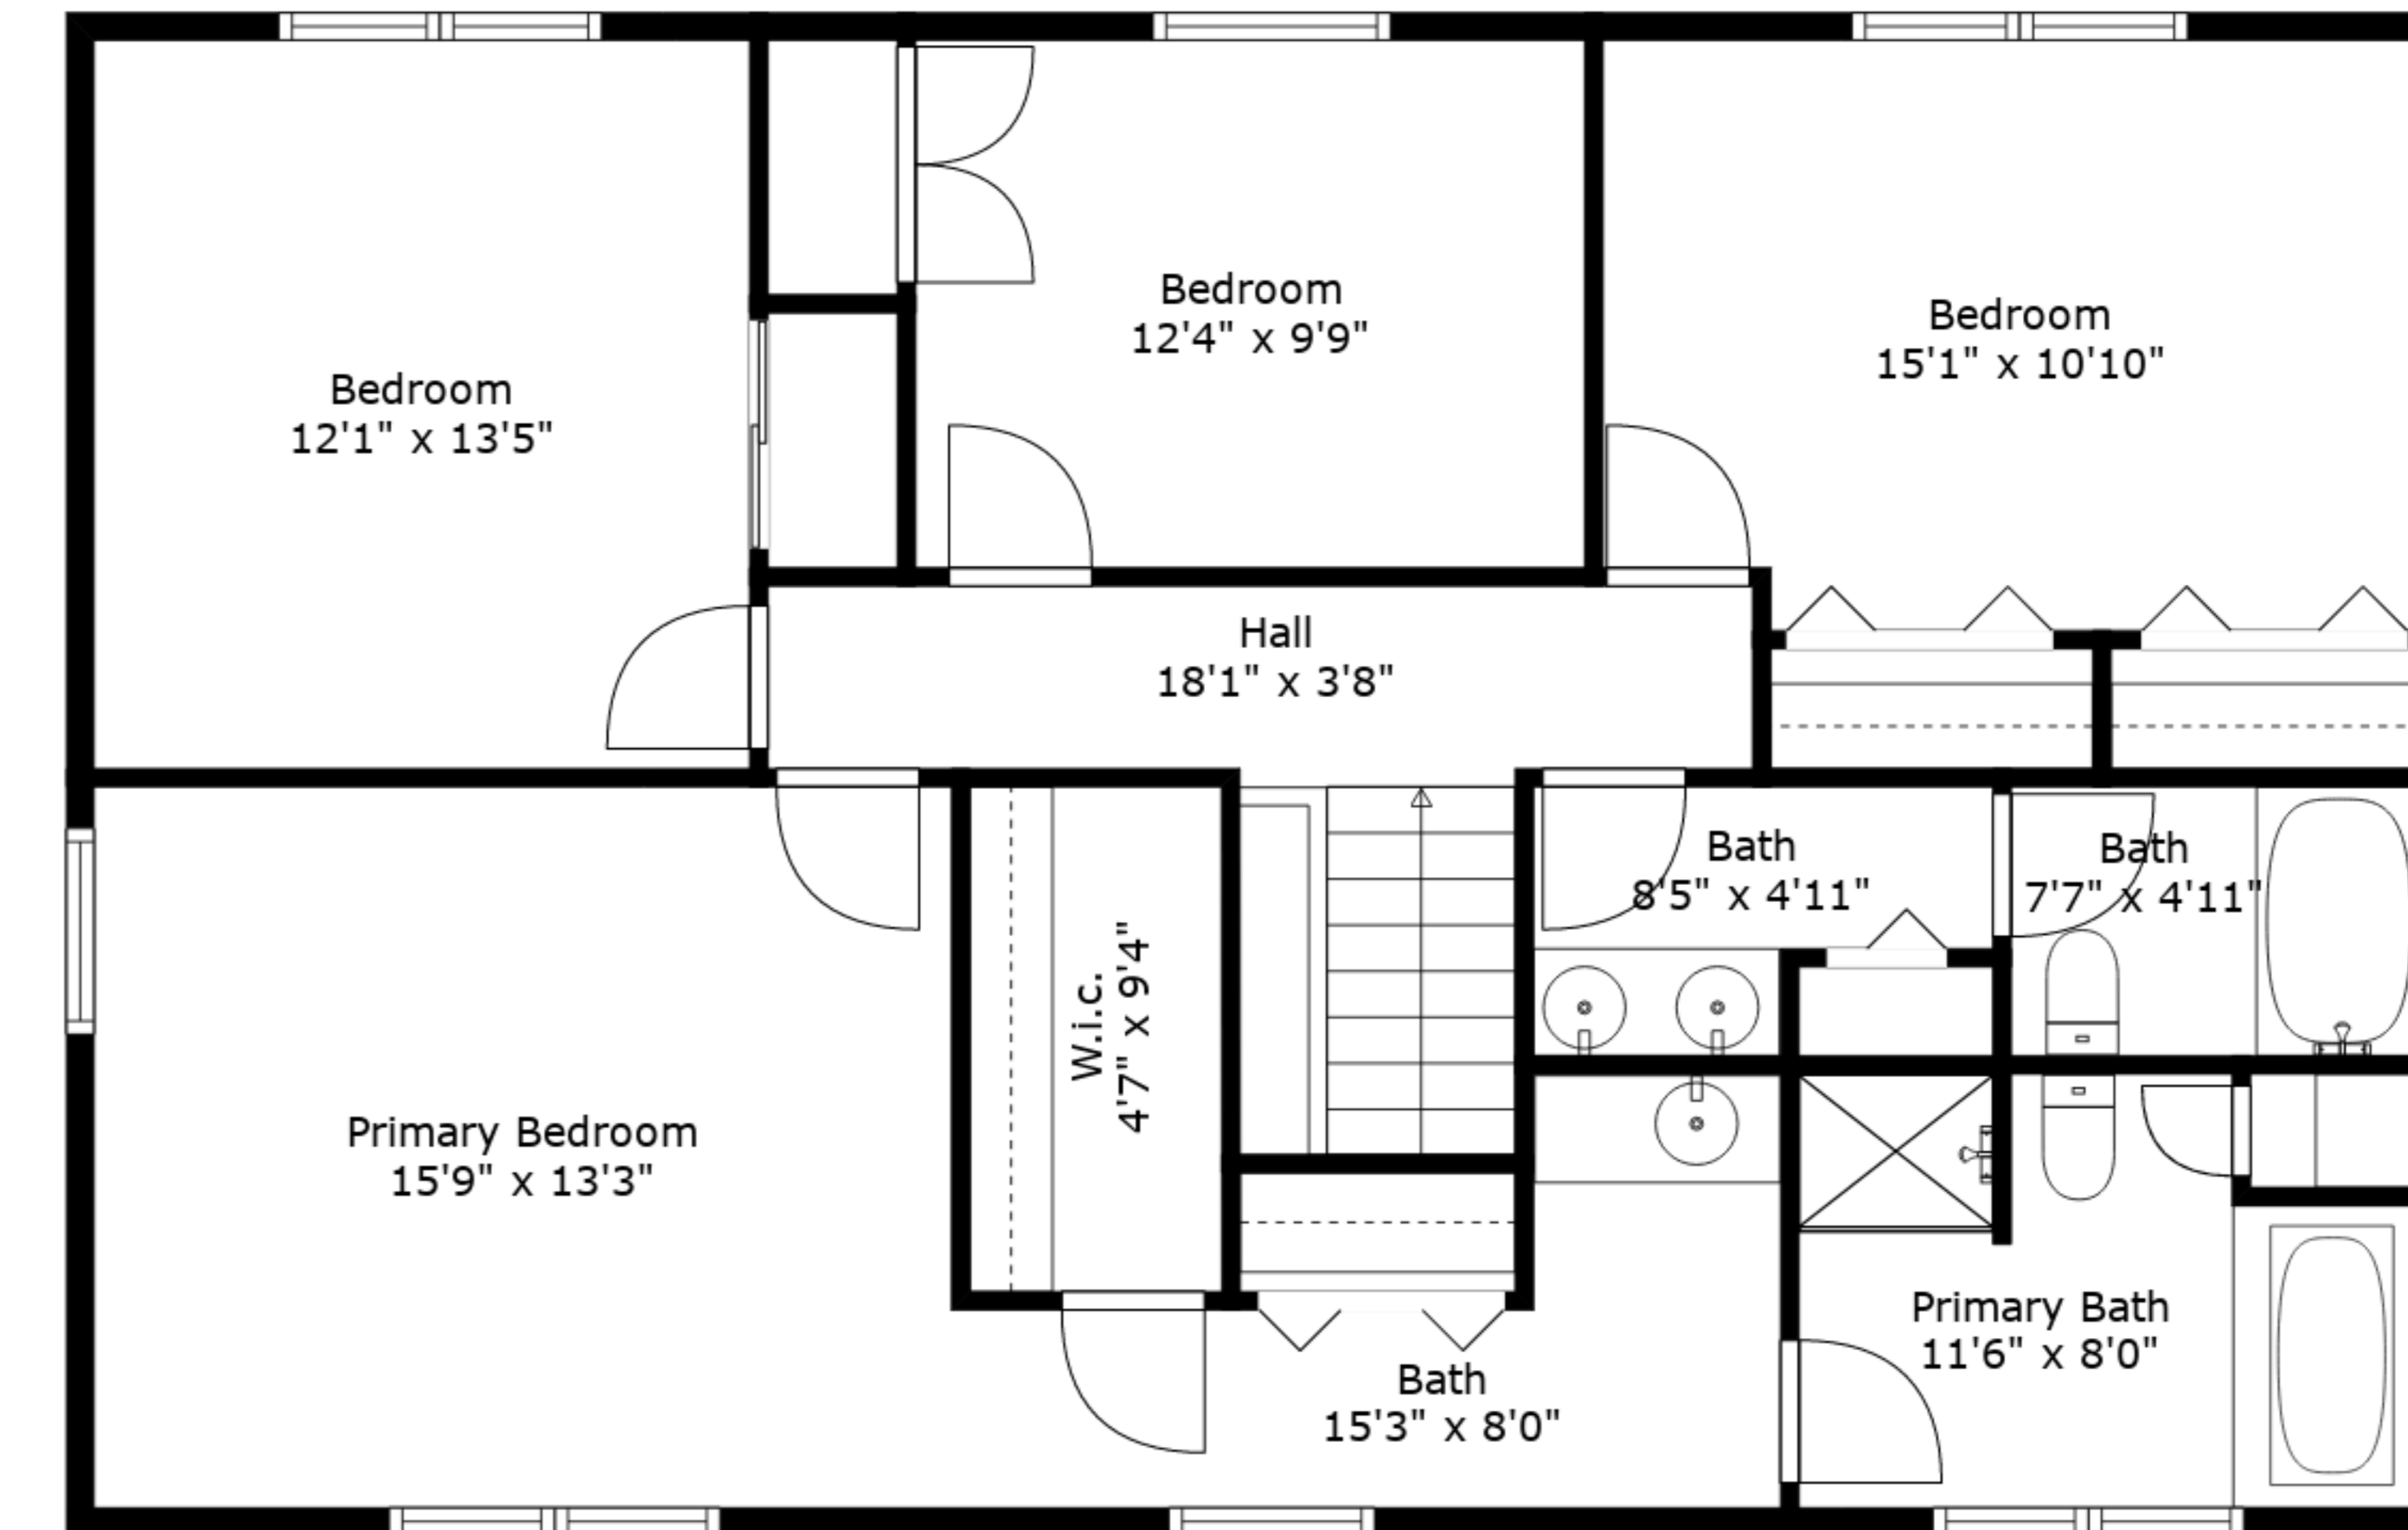 Bedroom
12'4" x 9'9"
Bedroom
15'1" x 10'10"
Bedroom
12'1" x 13'5"
Hall
18'1" x 3'8"
Bath
8'5" x 4'11"
Bath
7'7" x 4'11"
W.i.c.
4'7" x 9'4"
Primary Bedroom
15'9" x 13'3"
Primary Bath
11'6" x 8'0"
Bath
15'3" x 8'0"